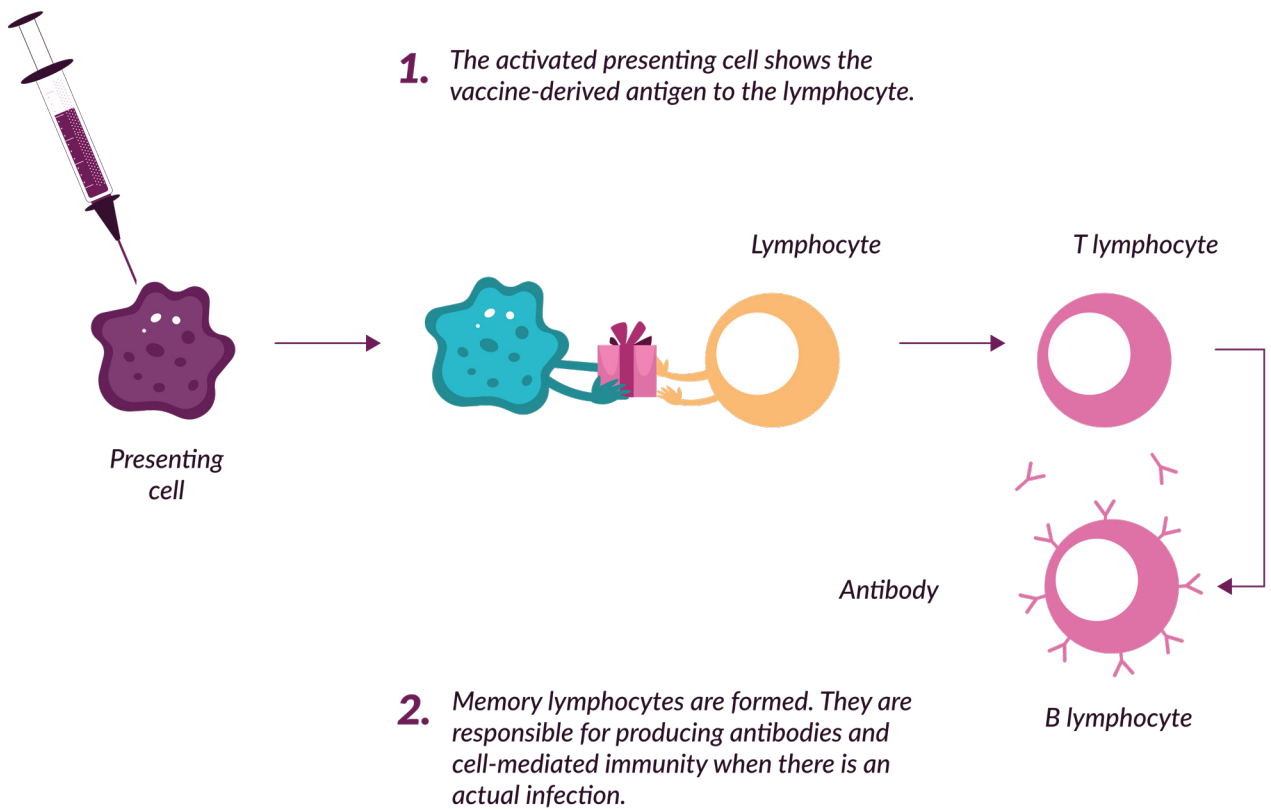 1. The activated presenting cell shows the
vaccine-derived antigen to the lymphocyte.
Lymphocyte
T lymphocyte
Presenting
cell
Antibody
B lymphocyte
2. Memory lymphocytes are formed. They are
responsible for producing antibodies and
cell-mediated immunity when there is an
actual infection.